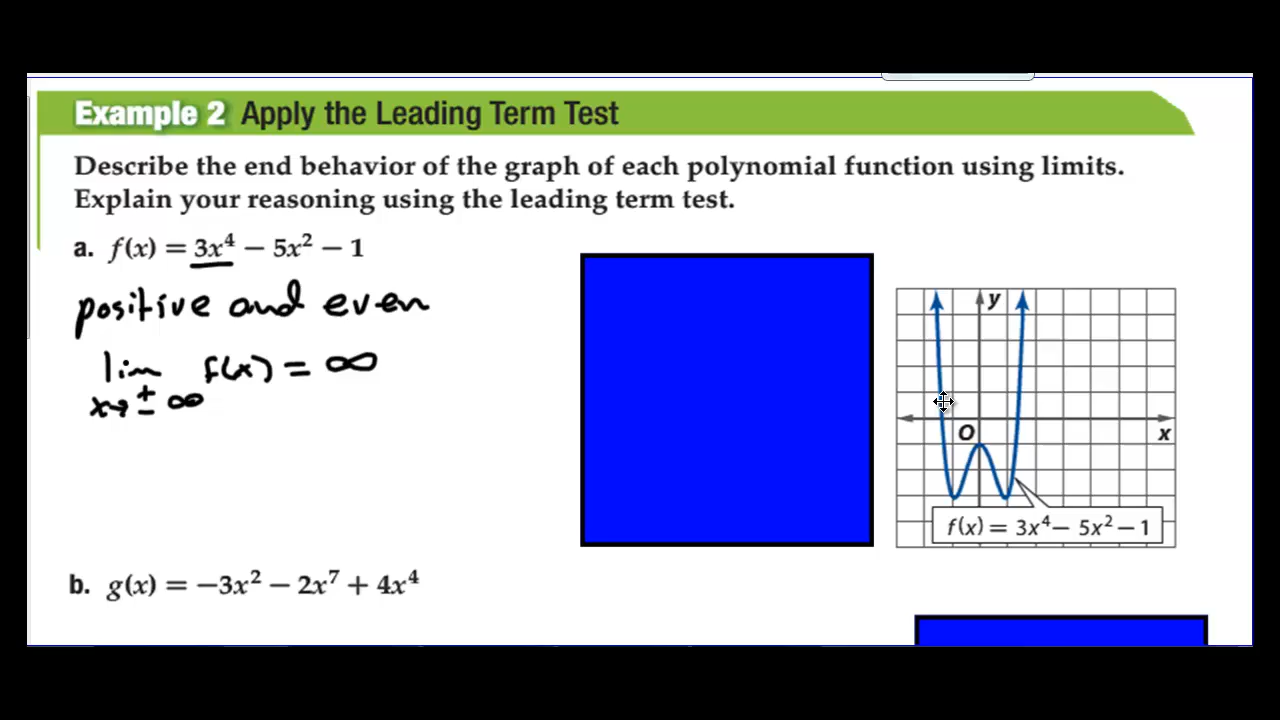 Example 2 Apply the Leading Term Test
Describe the end behavior of the graph of each polynomial function using limits.
Explain your reasoning using the leading term test.
a. f(x) = 3x⁴ − 5x² − 1
positive and even
lim f(x) = ∞
x→ ± ∞
y
O
x
f(x) = 3x⁴ − 5x² − 1
b. g(x) = −3x² − 2x⁷ + 4x⁴